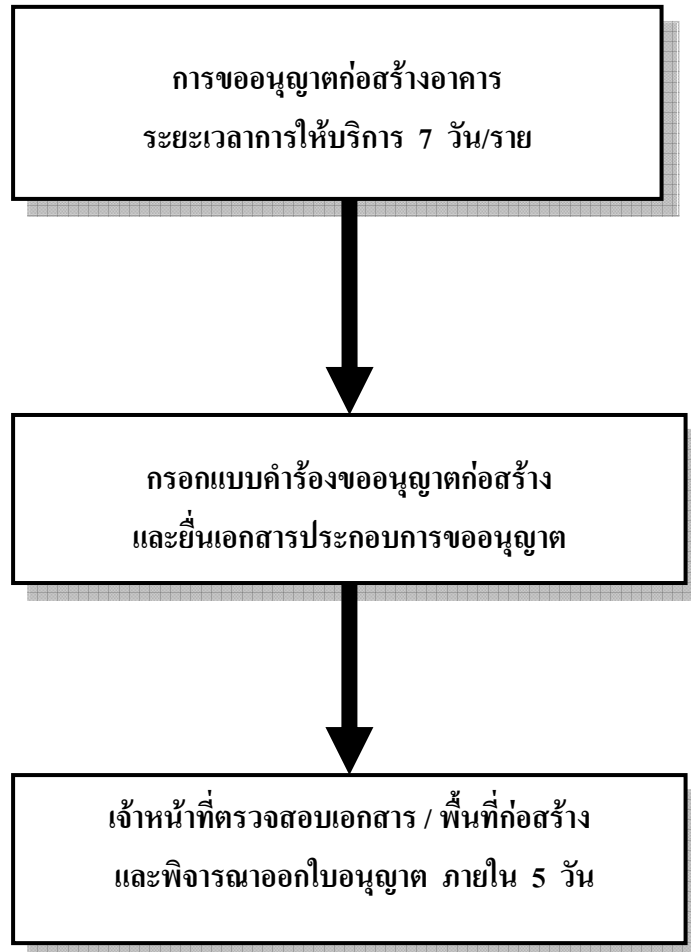 การขออนุญาตก่อสร้างอาคาร
ระยะเวลาการให้บริการ 7 วัน/ราย
กรอกแบบคำร้องขออนุญาตก่อสร้าง
และยื่นเอกสารประกอบการขออนุญาต
เจ้าหน้าที่ตรวจสอบเอกสาร / พื้นที่ก่อสร้าง
และพิจารณาออกใบอนุญาต ภายใน 5 วัน